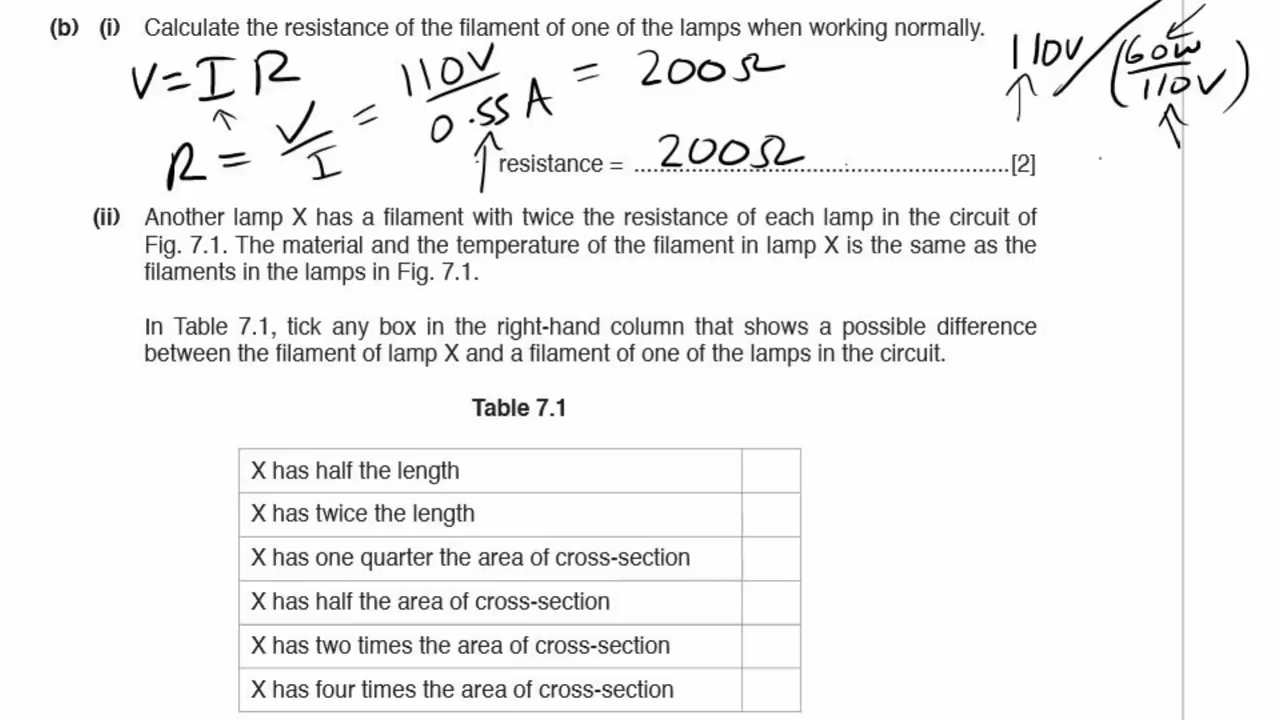 (b) (i) Calculate the resistance of the filament of one of the lamps when working normally.
V = I R
R = V/I = 110V/0.55 A = 200Ω
110V/(60W/110V)
resistance = 200Ω [2]
(ii) Another lamp X has a filament with twice the resistance of each lamp in the circuit of
Fig. 7.1. The material and the temperature of the filament in lamp X is the same as the
filaments in the lamps in Fig. 7.1.
In Table 7.1, tick any box in the right-hand column that shows a possible difference
between the filament of lamp X and a filament of one of the lamps in the circuit.
Table 7.1
X has half the length
X has twice the length
X has one quarter the area of cross-section
X has half the area of cross-section
X has two times the area of cross-section
X has four times the area of cross-section